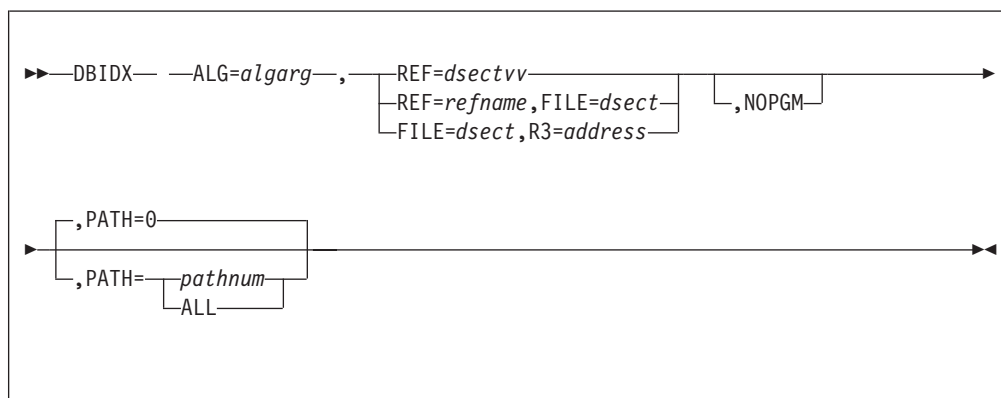 DBIDX ALG=algarg , REF=dsectvv
REF=refname,FILE=dsect ,NOPGM
FILE=dsect,R3=address
,PATH=0
,PATH= pathnum
ALL